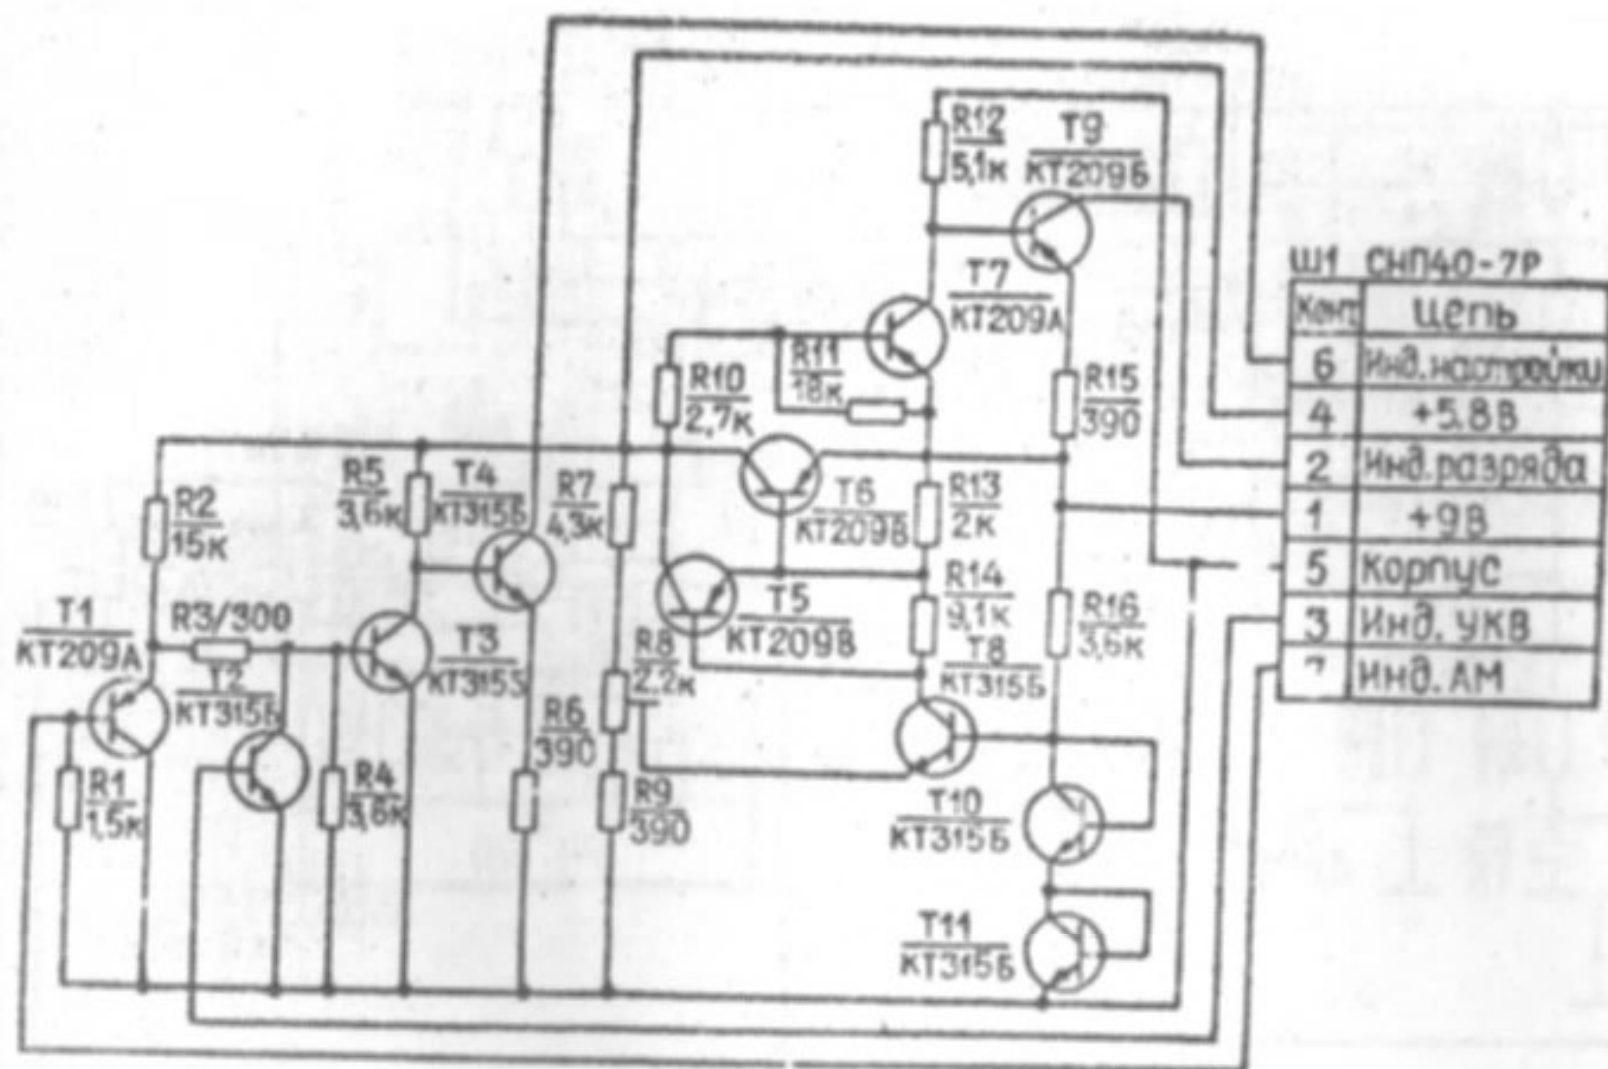 R12
5,1к
T9
КТ209Б
T7
КТ209А
Ш1 СНП40-7Р
Конт.
цепь
6
Инд.настройки
4
+5.8В
2
Инд.разряда
1
+9В
5
Корпус
3
Инд. УКВ
7
Инд. АМ
R11
18к
R10
2,7к
R15
390
R5
3,6к
T4
КТ315Б
R7
4,3к
T6
КТ209В
R13
2к
R2
15к
T5
КТ209В
R14
9,1к
R16
3,6к
T1
КТ209А
R3/300
T2
КТ315Б
T3
КТ315Б
R8
2,2к
T8
КТ315Б
R6
390
R1
1,5к
R4
3,6к
R9
390
T10
КТ315Б
T11
КТ315Б